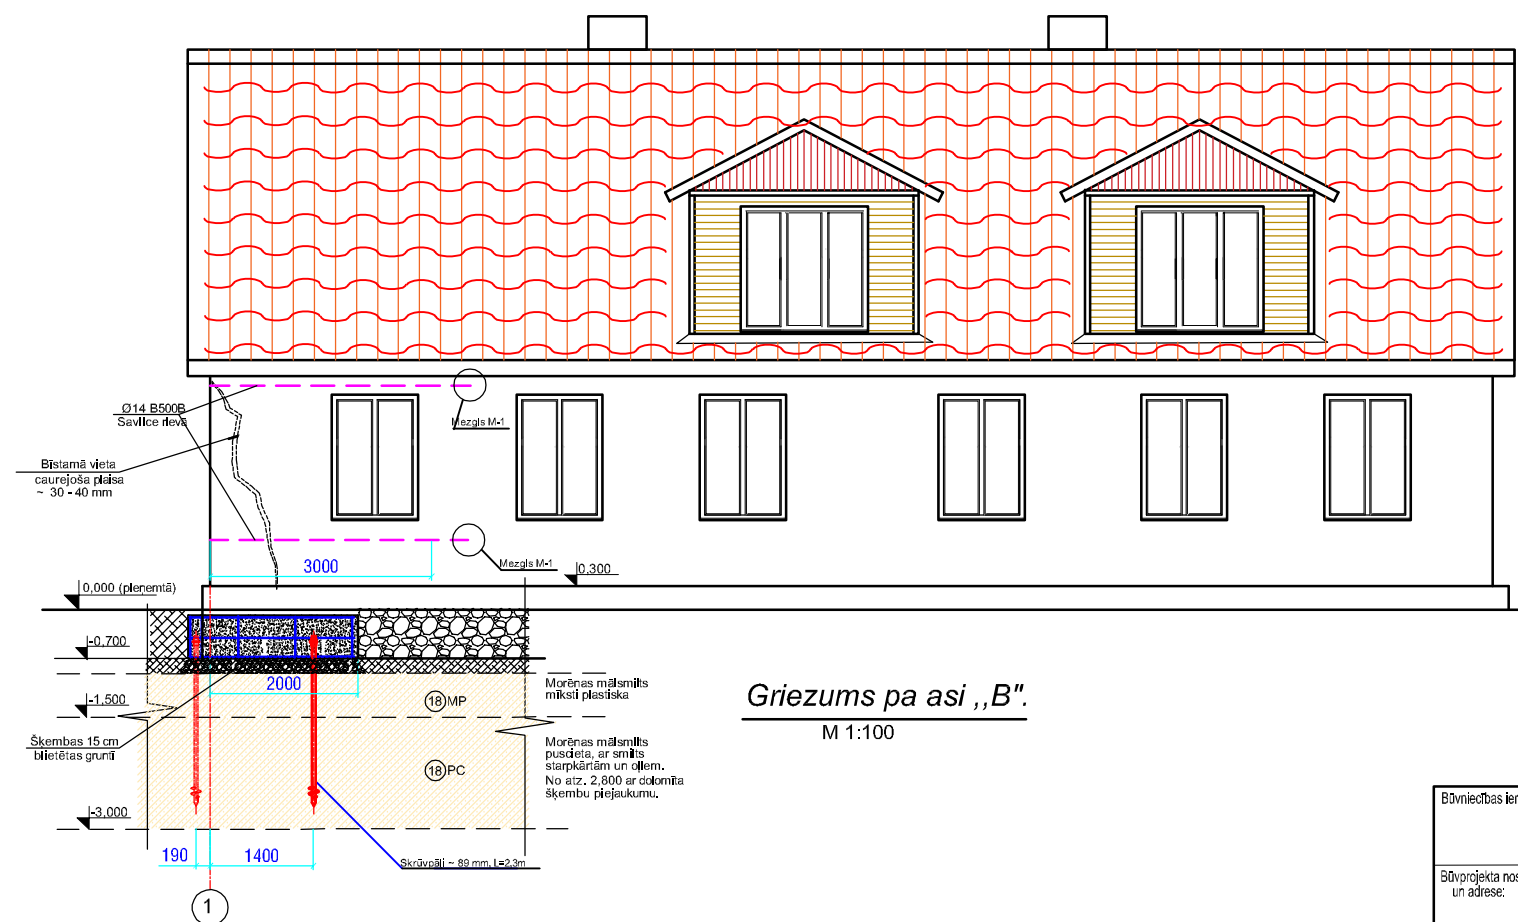 Ø14 B500B
Savilce rievā
Mezgls M-1
Bīstamā vieta
caurejoša plaisa
~ 30 - 40 mm
3000
Mezgls M-1
0,300
0,000 (pieņemtā)
-0,700
2000
-1,500
18 MP
Morēnas mālsmilts
mīksti plastiska
Griezums pa asi ,,B".
M 1:100
Šķembas 15 cm
blietētas gruntī
18 PC
Morēnas mālsmilts
puscieta, ar smilts
starpkārtām un oļiem.
No atz. 2,800 ar dolomīta
šķembu piejaukumu.
-3,000
190
1400
Skrūvpāļi ~ 89 mm, L=2,3m
1
Būvniecības ier
Būvprojekta nos
un adrese: